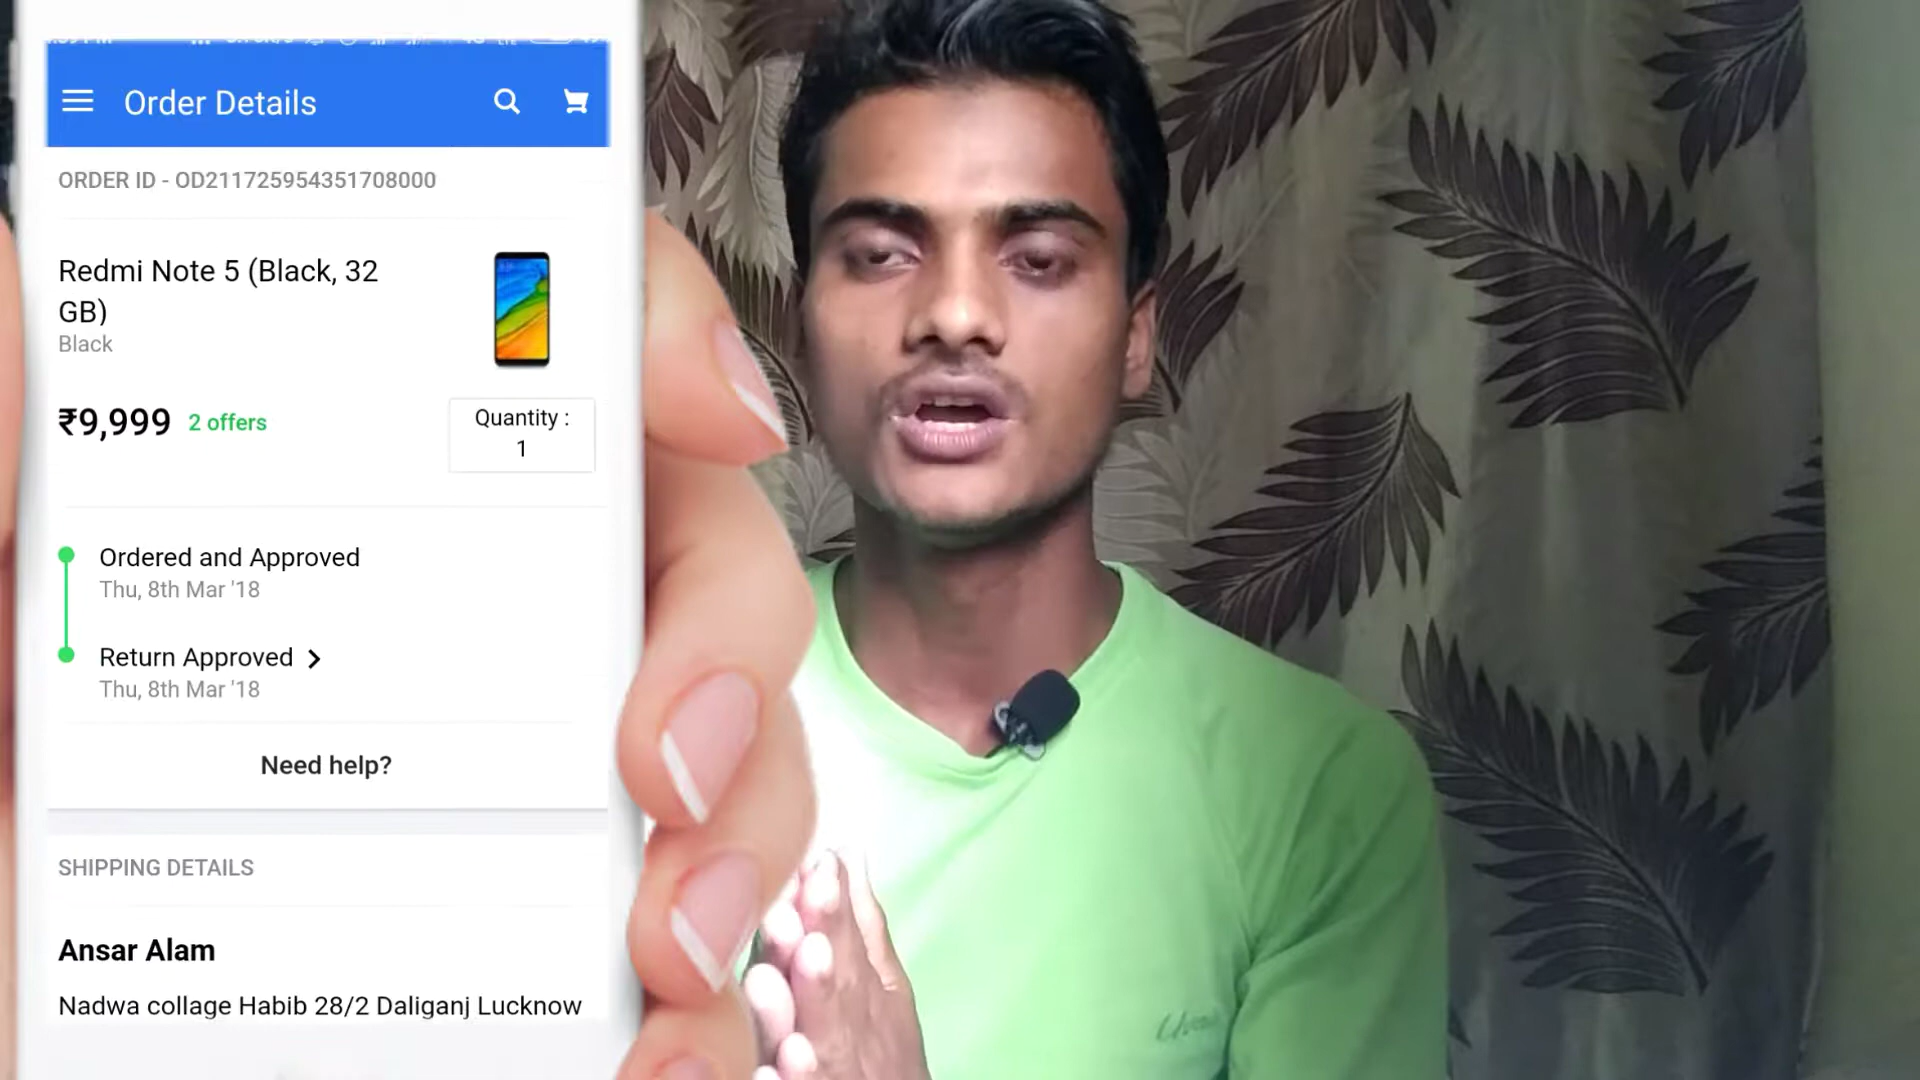 Order Details
ORDER ID - OD211725954351708000
Redmi Note 5 (Black, 32
GB)
Black
₹9,999 2 offers
Quantity :
1
Ordered and Approved
Thu, 8th Mar '18
Return Approved
Thu, 8th Mar '18
Need help?
SHIPPING DETAILS
Ansar Alam
Nadwa collage Habib 28/2 Daliganj Lucknow